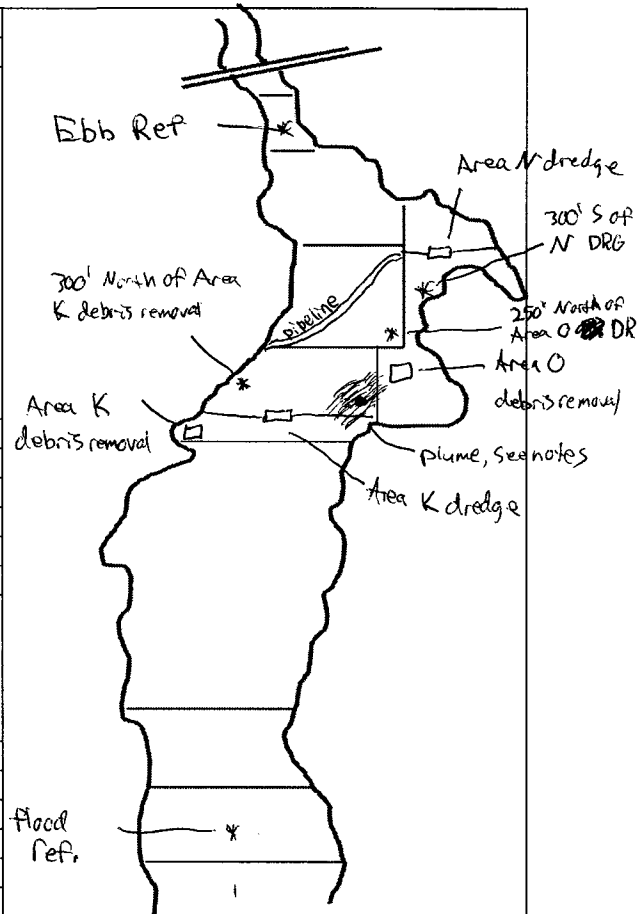 Ebb Ref
Area N dredge
300' S of
N DRG
300' North of Area
K debris removal
pipeline
250' North of
Area O DR
Area O
debris removal
Area K
debris removal
plume, see notes
Area K dredge
flood
ref.